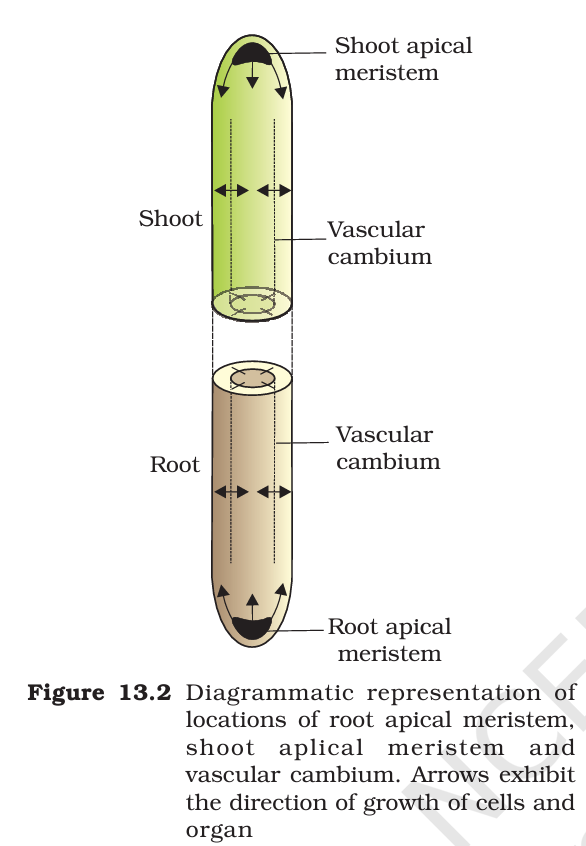 Shoot apical
meristem
Shoot
Vascular
cambium
Vascular
cambium
Root
Root apical
meristem
Figure 13.2 Diagrammatic representation of
locations of root apical meristem,
shoot aplical meristem and
vascular cambium. Arrows exhibit
the direction of growth of cells and
organ